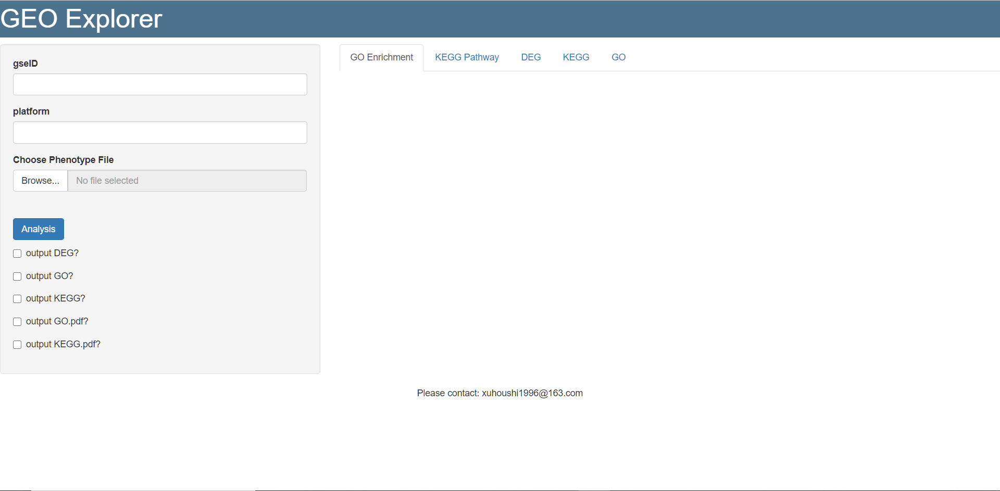 GEO Explorer
gseID
platform
Choose Phenotype File
Browse... No file selected
Analysis
output DEG?
output GO?
output KEGG?
output GO.pdf?
output KEGG.pdf?
GO Enrichment KEGG Pathway DEG KEGG GO
Please contact: xuhoushi1996@163.com